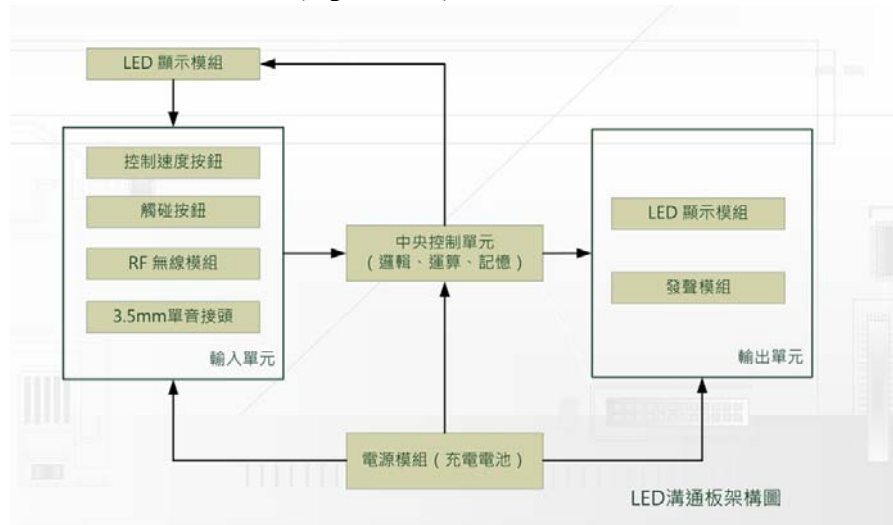 LED 顯示模組
控制速度按鈕
觸碰按鈕
RF 無線模組
3.5mm單音接頭
輸入單元
中央控制單元
(邏輯、運算、記憶)
LED 顯示模組
發聲模組
輸出單元
電源模組(充電電池)
LED溝通板架構圖